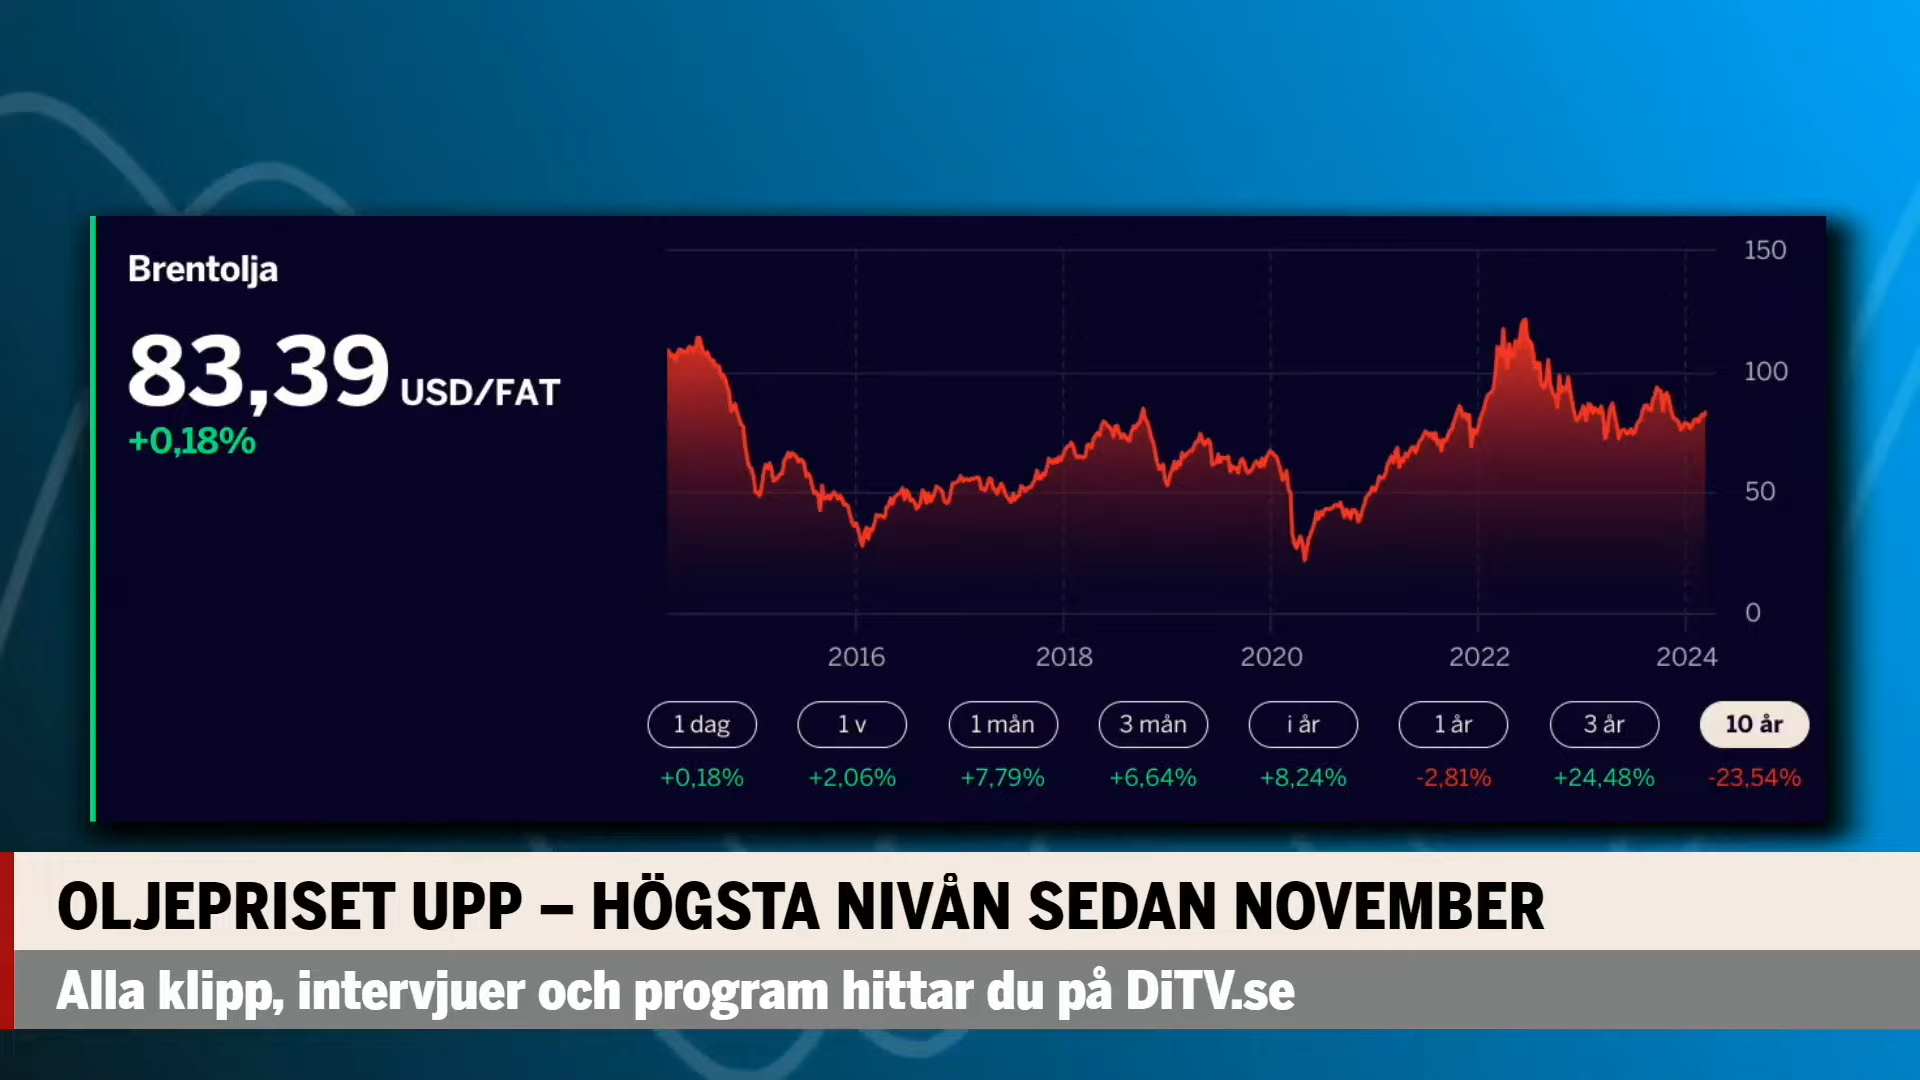 Brentolja
83,39 USD/FAT
+0,18%
150
100
50
0
2016 2018 2020 2022 2024
1 dag 1 v 1 mån 3 mån i år 1 år 3 år 10 år
+0,18% +2,06% +7,79% +6,64% +8,24% -2,81% +24,48% -23,54%
OLJEPRISET UPP – HÖGSTA NIVÅN SEDAN NOVEMBER
Alla klipp, intervjuer och program hittar du på DiTV.se